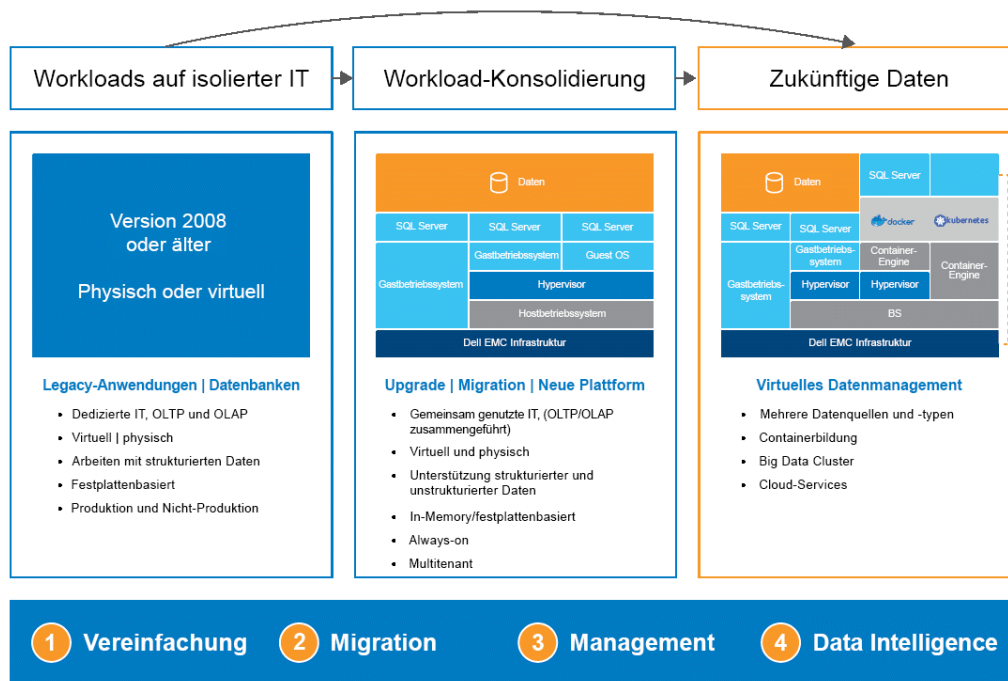 Workloads auf isolierter IT
Workload-Konsolidierung
Zukünftige Daten
Version 2008
oder älter
Physisch oder virtuell
Legacy-Anwendungen | Datenbanken
• Dedizierte IT, OLTP und OLAP
• Virtuell | physisch
• Arbeiten mit strukturierten Daten
• Festplattenbasiert
• Produktion und Nicht-Produktion
Daten
SQL Server
SQL Server
SQL Server
Gastbetriebssystem
Gastbetriebssystem
Guest OS
Hypervisor
Hostbetriebssystem
Dell EMC Infrastruktur
Upgrade | Migration | Neue Plattform
• Gemeinsam genutzte IT, (OLTP/OLAP
zusammengeführt)
• Virtuell und physisch
• Unterstützung strukturierter und
unstrukturierter Daten
• In-Memory/festplattenbasiert
• Always-on
• Multitenant
Daten
SQL Server
SQL Server
SQL Server
docker
kubernetes
Gastbetriebs-
system
Gastbetriebs-
system
Container-
Engine
Container-
Engine
Hypervisor
Hypervisor
BS
Dell EMC Infrastruktur
Virtuelles Datenmanagement
• Mehrere Datenquellen und -typen
• Containerbildung
• Big Data Cluster
• Cloud-Services
1 Vereinfachung
2 Migration
3 Management
4 Data Intelligence